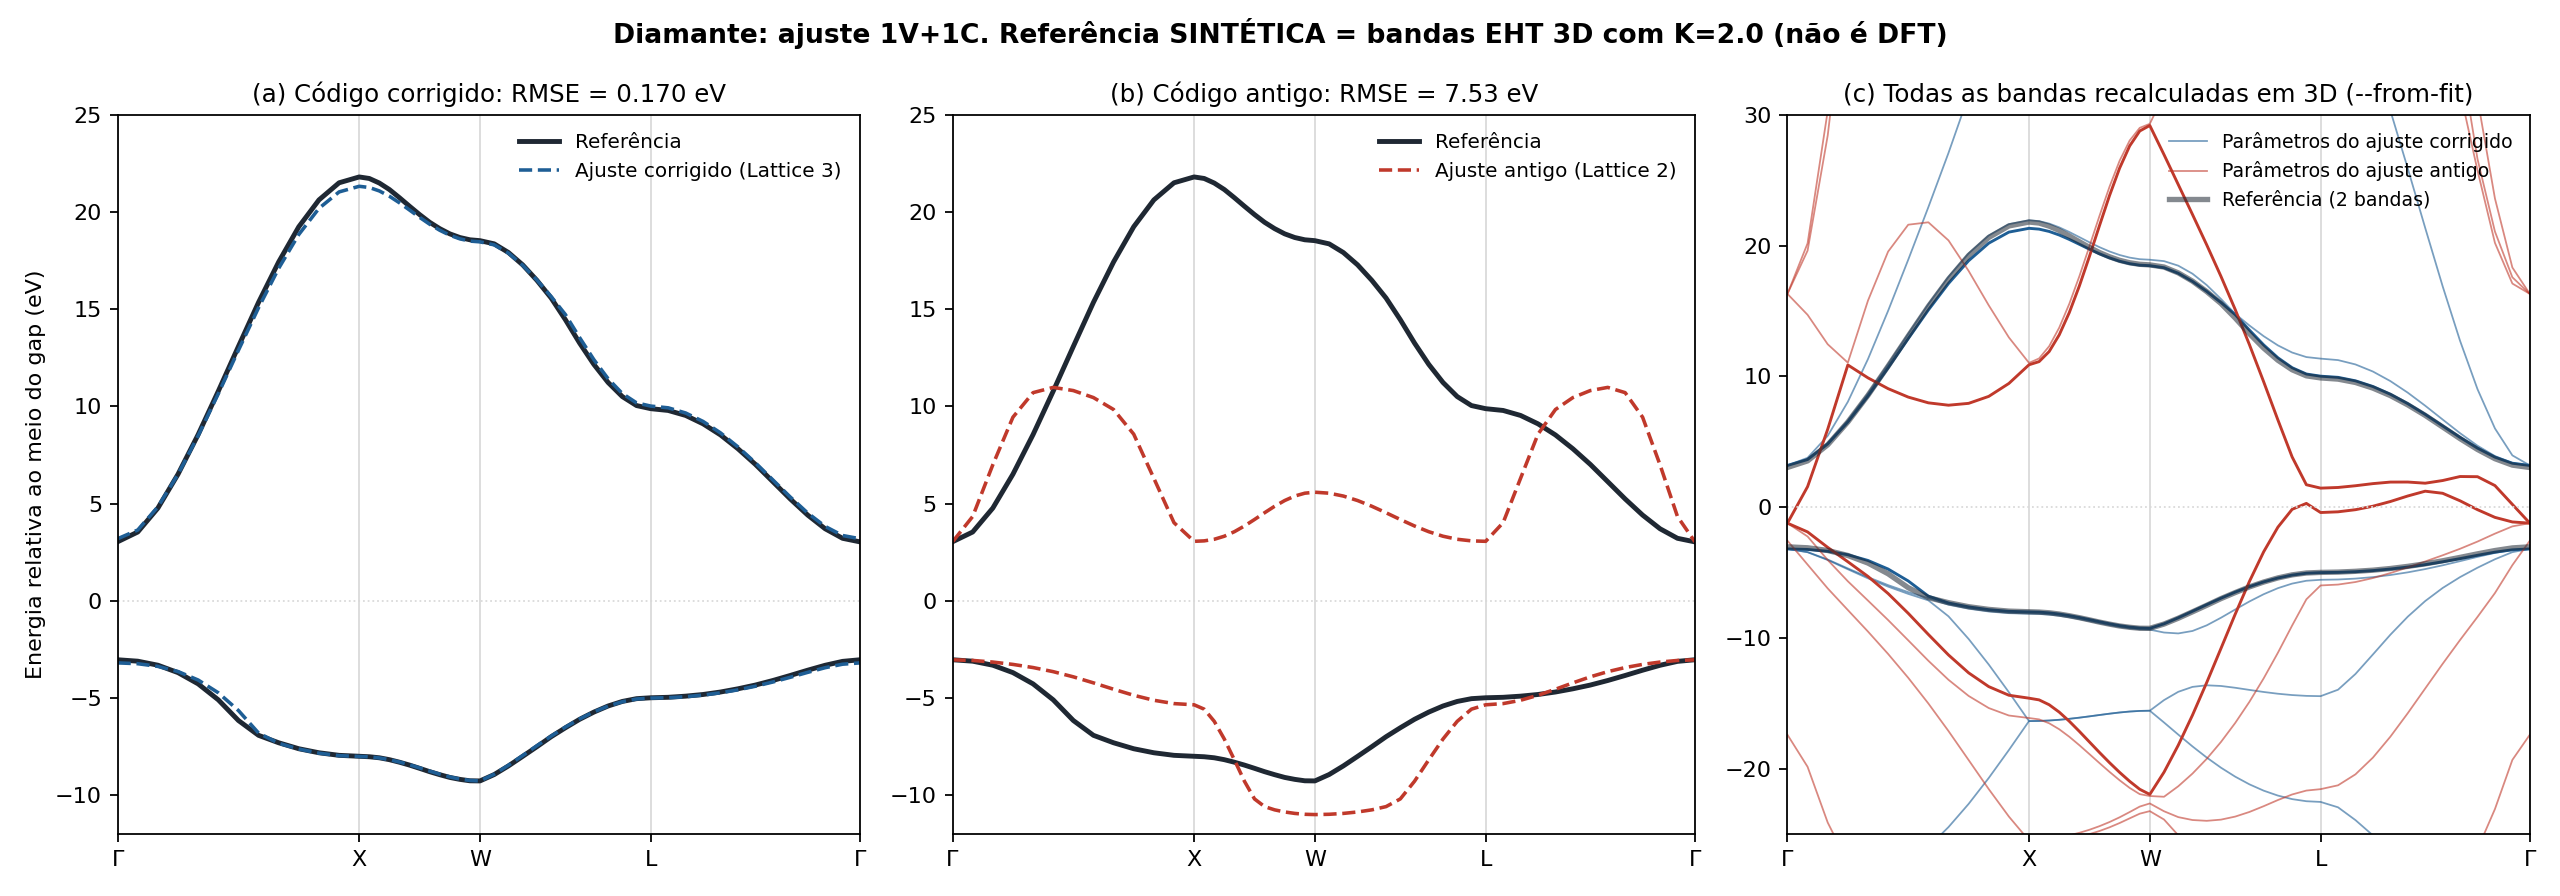 Diamante: ajuste 1V+1C. Referência SINTÉTICA = bandas EHT 3D com K=2.0 (não é DFT)
(a) Código corrigido: RMSE = 0.170 eV
Energia relativa ao meio do gap (eV)
25
20
15
10
5
0
−5
−10
Referência
Ajuste corrigido (Lattice 3)
Γ X W L Γ
(b) Código antigo: RMSE = 7.53 eV
25
20
15
10
5
0
−5
−10
Referência
Ajuste antigo (Lattice 2)
Γ X W L Γ
(c) Todas as bandas recalculadas em 3D (--from-fit)
30
20
10
0
−10
−20
Parâmetros do ajuste corrigido
Parâmetros do ajuste antigo
Referência (2 bandas)
Γ X W L Γ